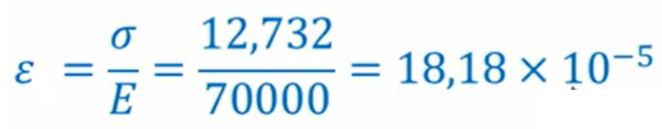 ε = σ/E = 12,732/70000 = 18,18 × 10⁻⁵